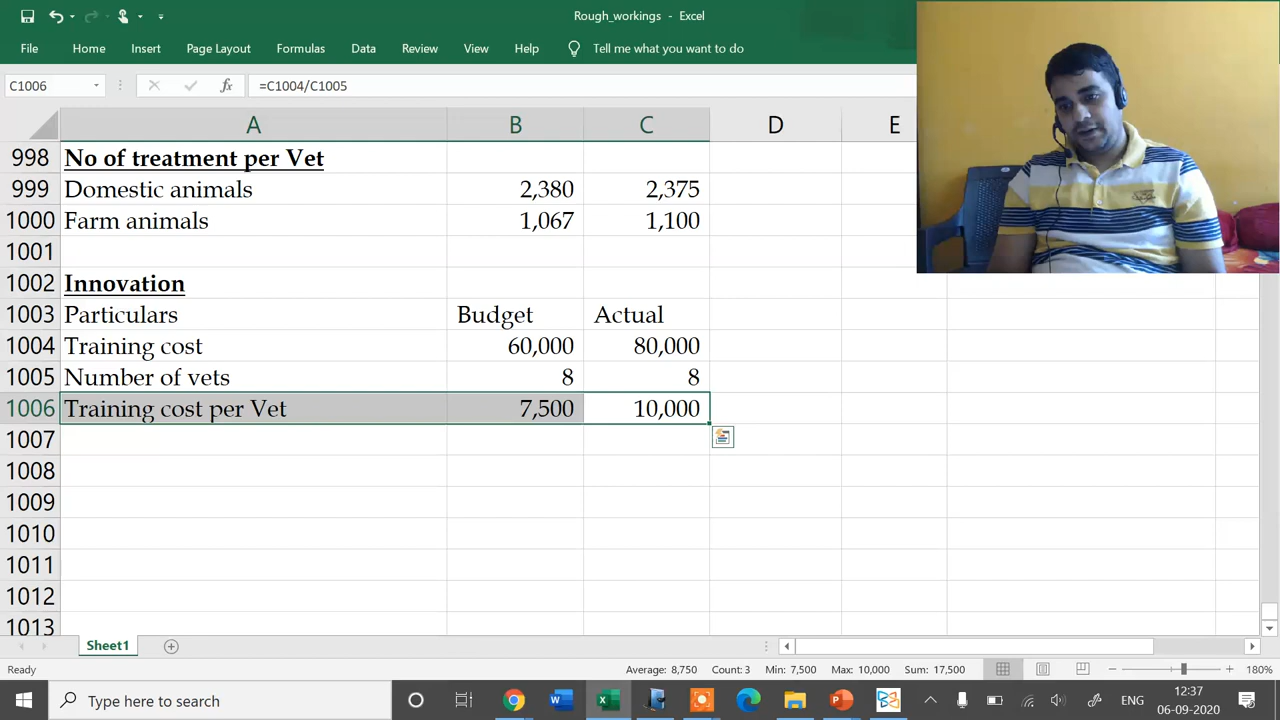 Rough_workings - Excel
File Home Insert Page Layout Formulas Data Review View Help Tell me what you want to do
C1006 fx =C1004/C1005
A B C D E
998 No of treatment per Vet
999 Domestic animals 2,380 2,375
1000 Farm animals 1,067 1,100
1001
1002 Innovation
1003 Particulars Budget Actual
1004 Training cost 60,000 80,000
1005 Number of vets 8 8
1006 Training cost per Vet 7,500 10,000
1007
1008
1009
1010
1011
1012
1013
Sheet1
Ready Average: 8,750 Count: 3 Min: 7,500 Max: 10,000 Sum: 17,500 180%
Type here to search ENG 12:37
06-09-2020